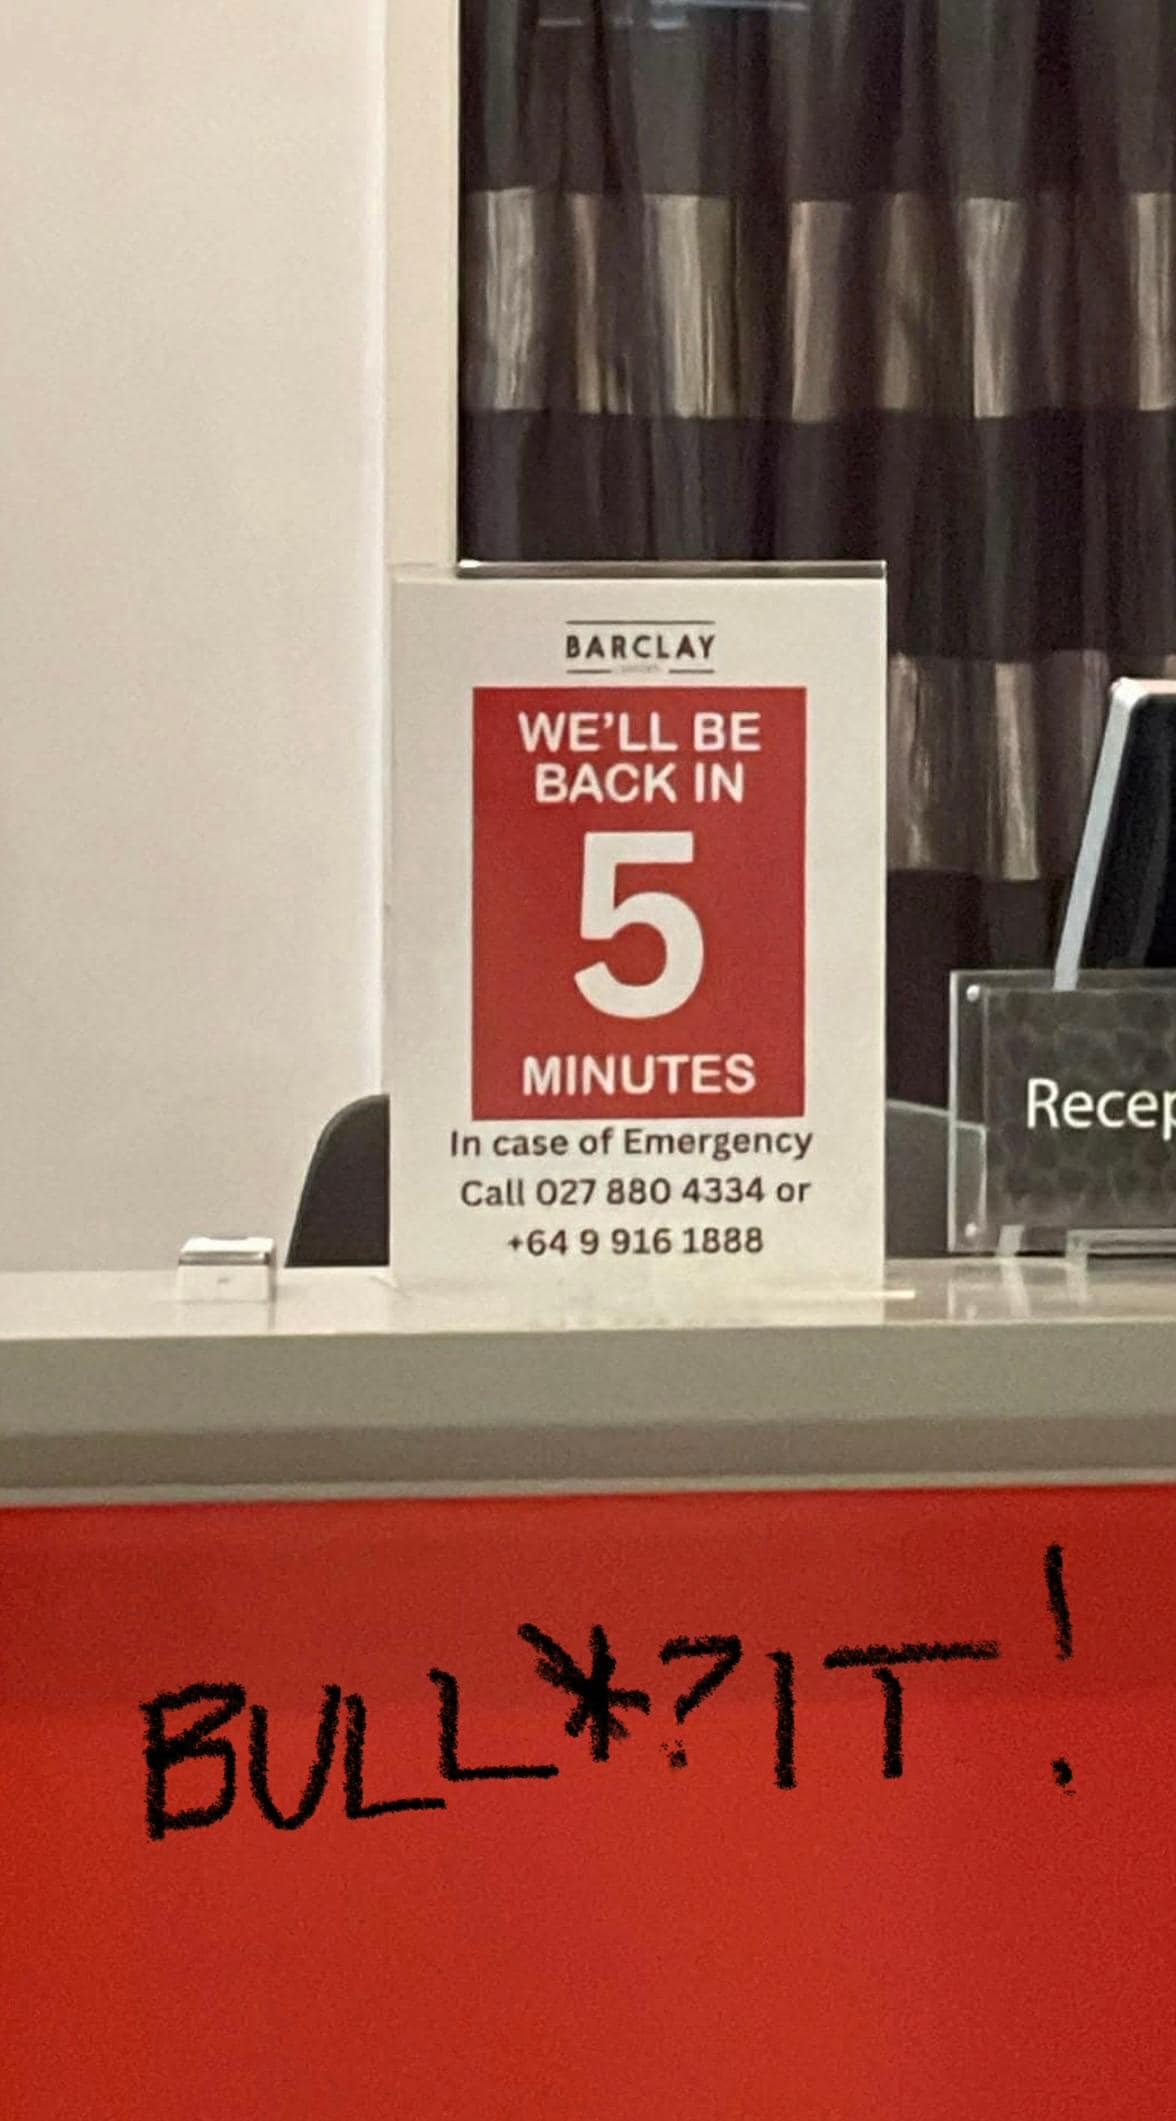 BARCLAY
WE'LL BE
BACK IN
5
MINUTES
In case of Emergency
Call 027 880 4334 or
+64 9 916 1888
Recep
BULL*?IT!